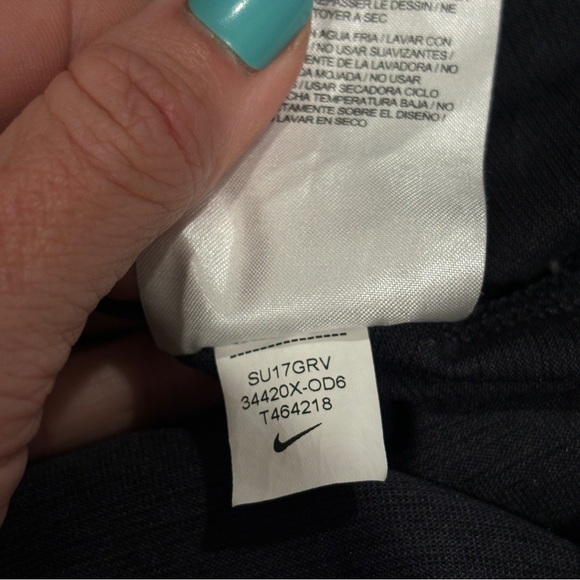 REPASSER LE DESSIN / NE
TOYER A SEC
AGUA FRIA / LAVAR CON
/ NO USAR SUAVIZANTES /
ENTE DE LA LAVADORA / NO
CA MOJADA / NO USAR
/ USAR SECADORA CICLO
CHA TEMPERATURA BAJA / NO
TAMENTE SOBRE EL DISEÑO /
LAVAR EN SECO
SU17GRV
34420X-OD6
T464218